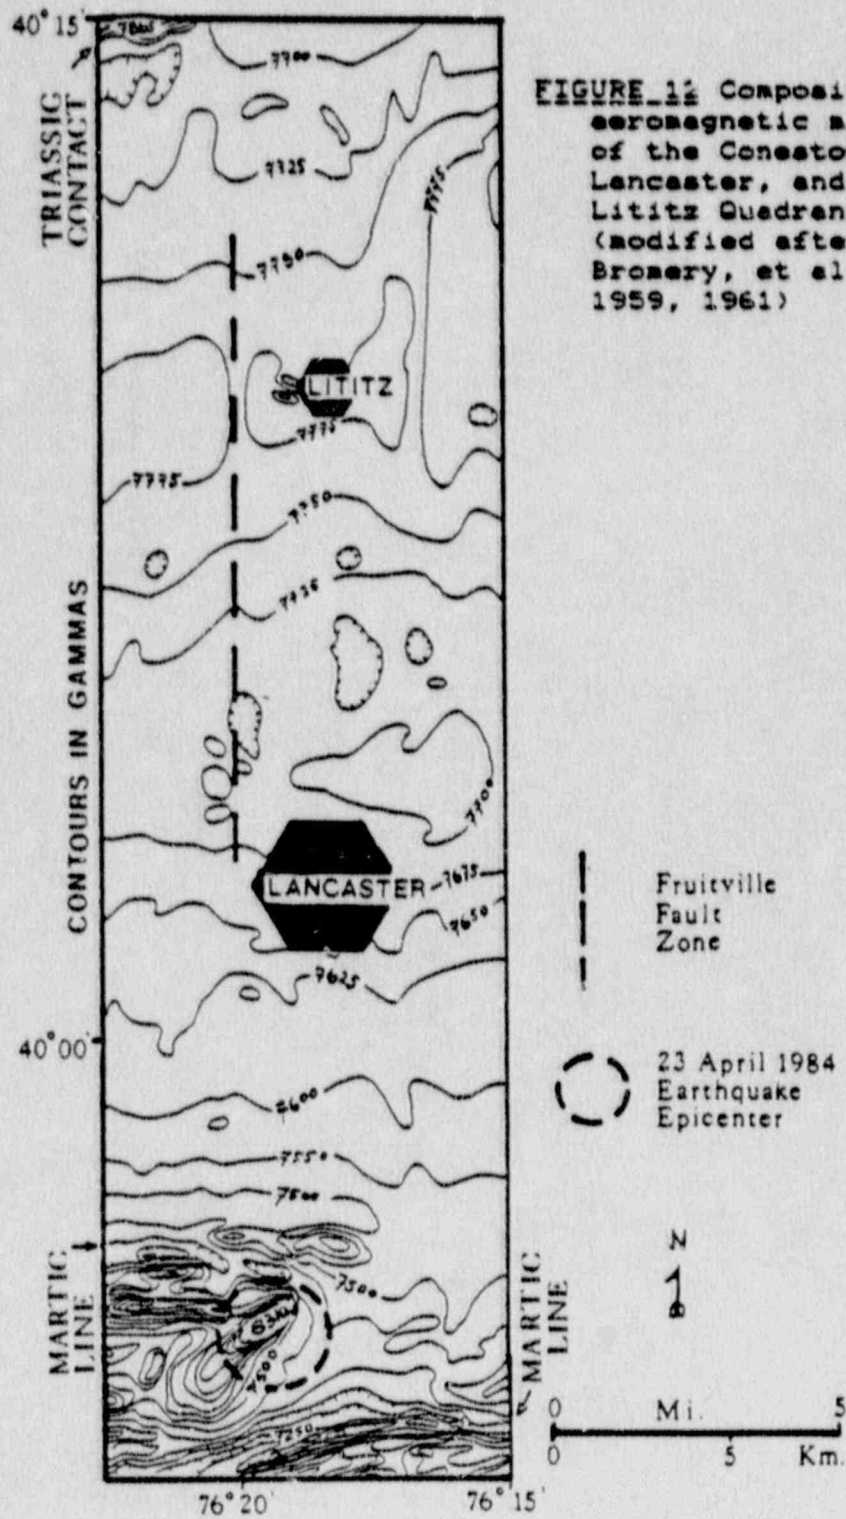 40°15'
7700
TRIASSIC
CONTACT
7725
7775
7750
LITITZ
7775
7775
7750
CONTOURS IN GAMMAS
7700
LANCASTER
7675
7650
7625
40°00'
7550
7500
MARTIC
LINE
7500
7500
MARTIC
LINE
7250
76°20'
76°15'
FIGURE 12 Composi
aeromagnetic m
of the Conesto
Lancaster, and
Lititz Quadran
(modified afte
Bromery, et al
1959, 1961)
Fruitville
Fault
Zone
23 April 1984
Earthquake
Epicenter
N
0 Mi. 5
0 5 Km.